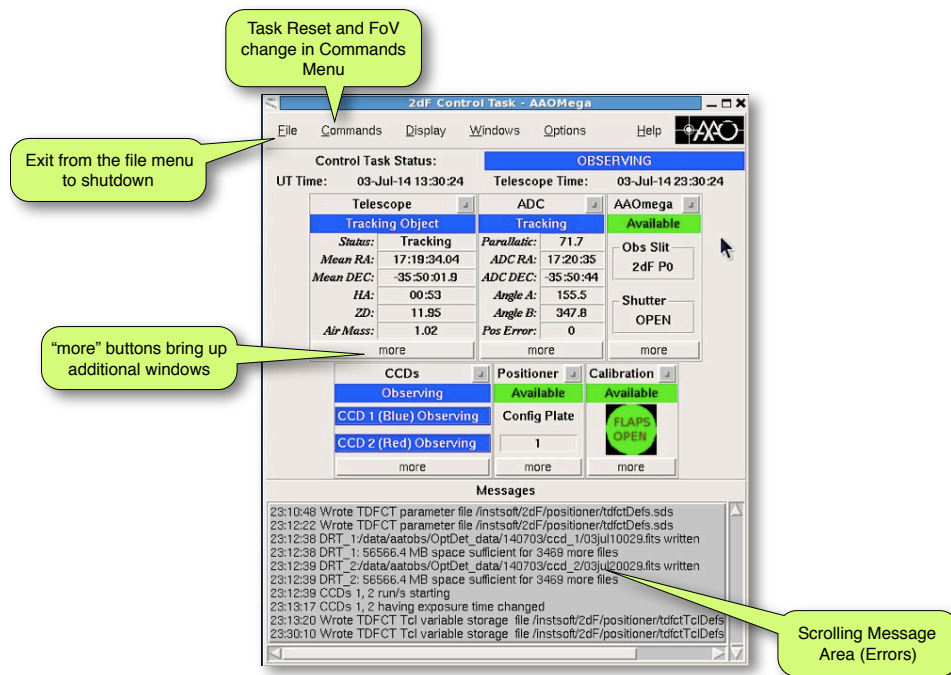 Task Reset and FoV
change in Commands
Menu
2dF Control Task - AAOMega
File Commands Display Windows Options Help AAO
Exit from the file menu
to shutdown
Control Task Status: OBSERVING
UT Time: 03-Jul-14 13:30:24 Telescope Time: 03-Jul-14 23:30:24
Telescope ADC AAOmega
Tracking Object Tracking Available
Status: Tracking Parallatic: 71.7 Obs Slit
Mean RA: 17:19:34.04 ADC RA: 17:20:35 2dF P0
Mean DEC: -35:50:01.9 ADC DEC: -35:50:44
HA: 00:53 Angle A: 155.5 Shutter
ZD: 11.95 Angle B: 347.8 OPEN
Air Mass: 1.02 Pos Error: 0
more more more
"more" buttons bring up
additional windows
CCDs Positioner Calibration
Observing Available Available
CCD 1 (Blue) Observing Config Plate FLAPS
OPEN
CCD 2 (Red) Observing 1
more more more
Messages
23:10:48 Wrote TDFCT parameter file /instsoft/2dF/positioner/tdfctDefs.sds
23:12:22 Wrote TDFCT parameter file /instsoft/2dF/positioner/tdfctDefs.sds
23:12:38 DRT_1:/data/aatobs/OptDet_data/140703/ccd_1/03jul10029.fits written
23:12:38 DRT_1: 56566.4 MB space sufficient for 3469 more files
23:12:39 DRT_2:/data/aatobs/OptDet_data/140703/ccd_2/03jul20029.fits written
23:12:39 DRT_2: 56566.4 MB space sufficient for 3469 more files
23:12:39 CCDs 1, 2 run/s starting
23:13:17 CCDs 1, 2 having exposure time changed
23:13:20 Wrote TDFCT Tcl variable storage file /instsoft/2dF/positioner/tdfctTclDefs
23:30:10 Wrote TDFCT Tcl variable storage file /instsoft/2dF/positioner/tdfctTclDefs
Scrolling Message
Area (Errors)